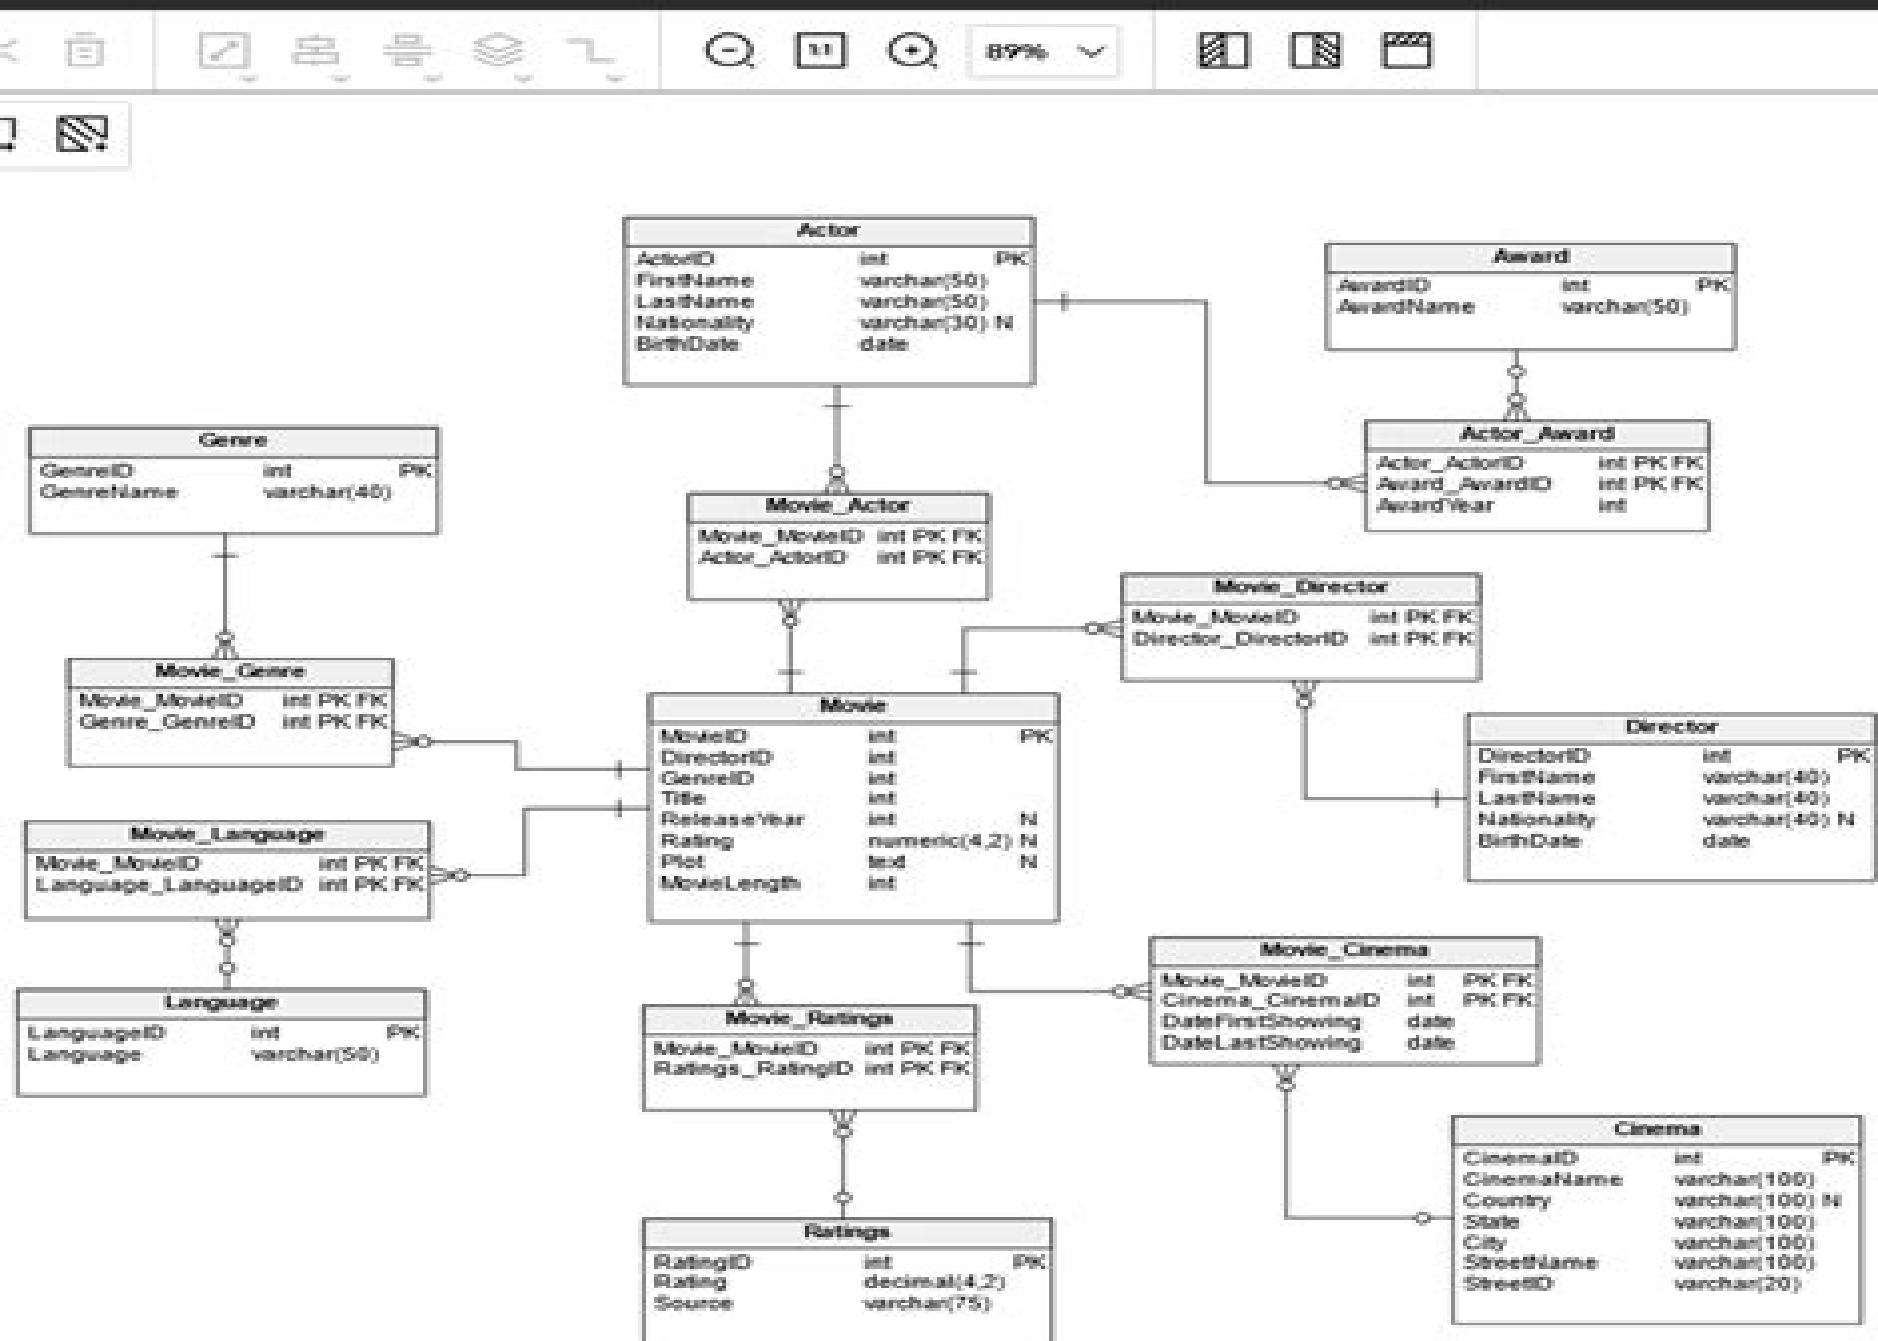 1:1
89%
Actor
ActorID int PK
FirstName varchar(50)
LastName varchar(50)
Nationality varchar(30) N
BirthDate date
Award
AwardID int PK
AwardName varchar(50)
Actor_Award
Actor_ActorID int PK FK
Award_AwardID int PK FK
AwardYear int
Genre
GenreID int PK
GenreName varchar(40)
Movie_Actor
Movie_MovieID int PK FK
Actor_ActorID int PK FK
Movie_Director
Movie_MovieID int PK FK
Director_DirectorID int PK FK
Movie_Genre
Movie_MovieID int PK FK
Genre_GenreID int PK FK
Movie
MovieID int PK
DirectorID int
GenreID int
Title int
ReleaseYear int N
Rating numeric(4,2) N
Plot text N
MovieLength int
Director
DirectorID int PK
FirstName varchar(40)
LastName varchar(40)
Nationality varchar(40) N
BirthDate date
Movie_Language
Movie_MovieID int PK FK
Language_LanguageID int PK FK
Language
LanguageID int PK
Language varchar(50)
Movie_Cinema
Movie_MovieID int PK FK
Cinema_CinemaID int PK FK
DateFirstShowing date
DateLastShowing date
Movie_Ratings
Movie_MovieID int PK FK
Ratings_RatingID int PK FK
Cinema
CinemaID int PK
CinemaName varchar(100)
Country varchar(100) N
State varchar(100)
City varchar(100)
StreetName varchar(100)
StreetID varchar(20)
Ratings
RatingID int PK
Rating decimal(4,2)
Source varchar(75)